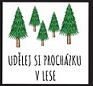 UDĚLEJ SI PROCHÁZKU
V LESE